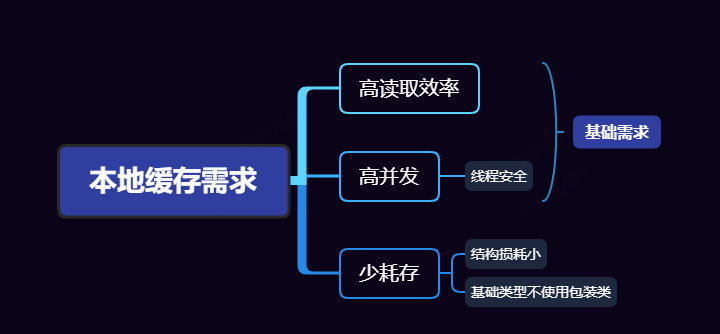 本地缓存需求
高读取效率
高并发
线程安全
基础需求
少耗存
结构损耗小
基础类型不使用包装类